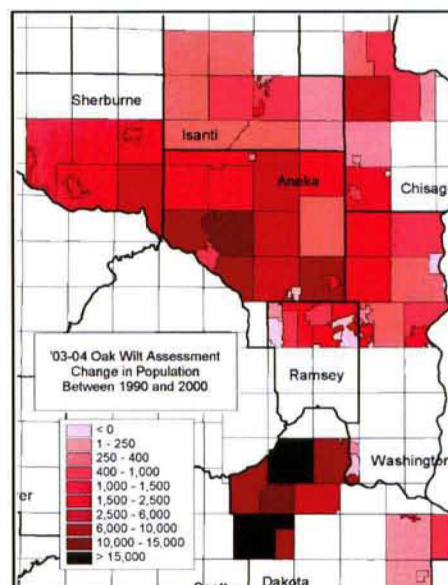 Sherburne
Isanti
Anoka
Chisag
'03-04 Oak Wilt Assessment
Change in Population
Between 1990 and 2000
Ramsey
< 0
1 - 250
250 - 400
400 - 1,000
1,000 - 1,500
1,500 - 2,500
2,500 - 6,000
6,000 - 10,000
10,000 - 15,000
> 15,000
Washington
er
Dakota